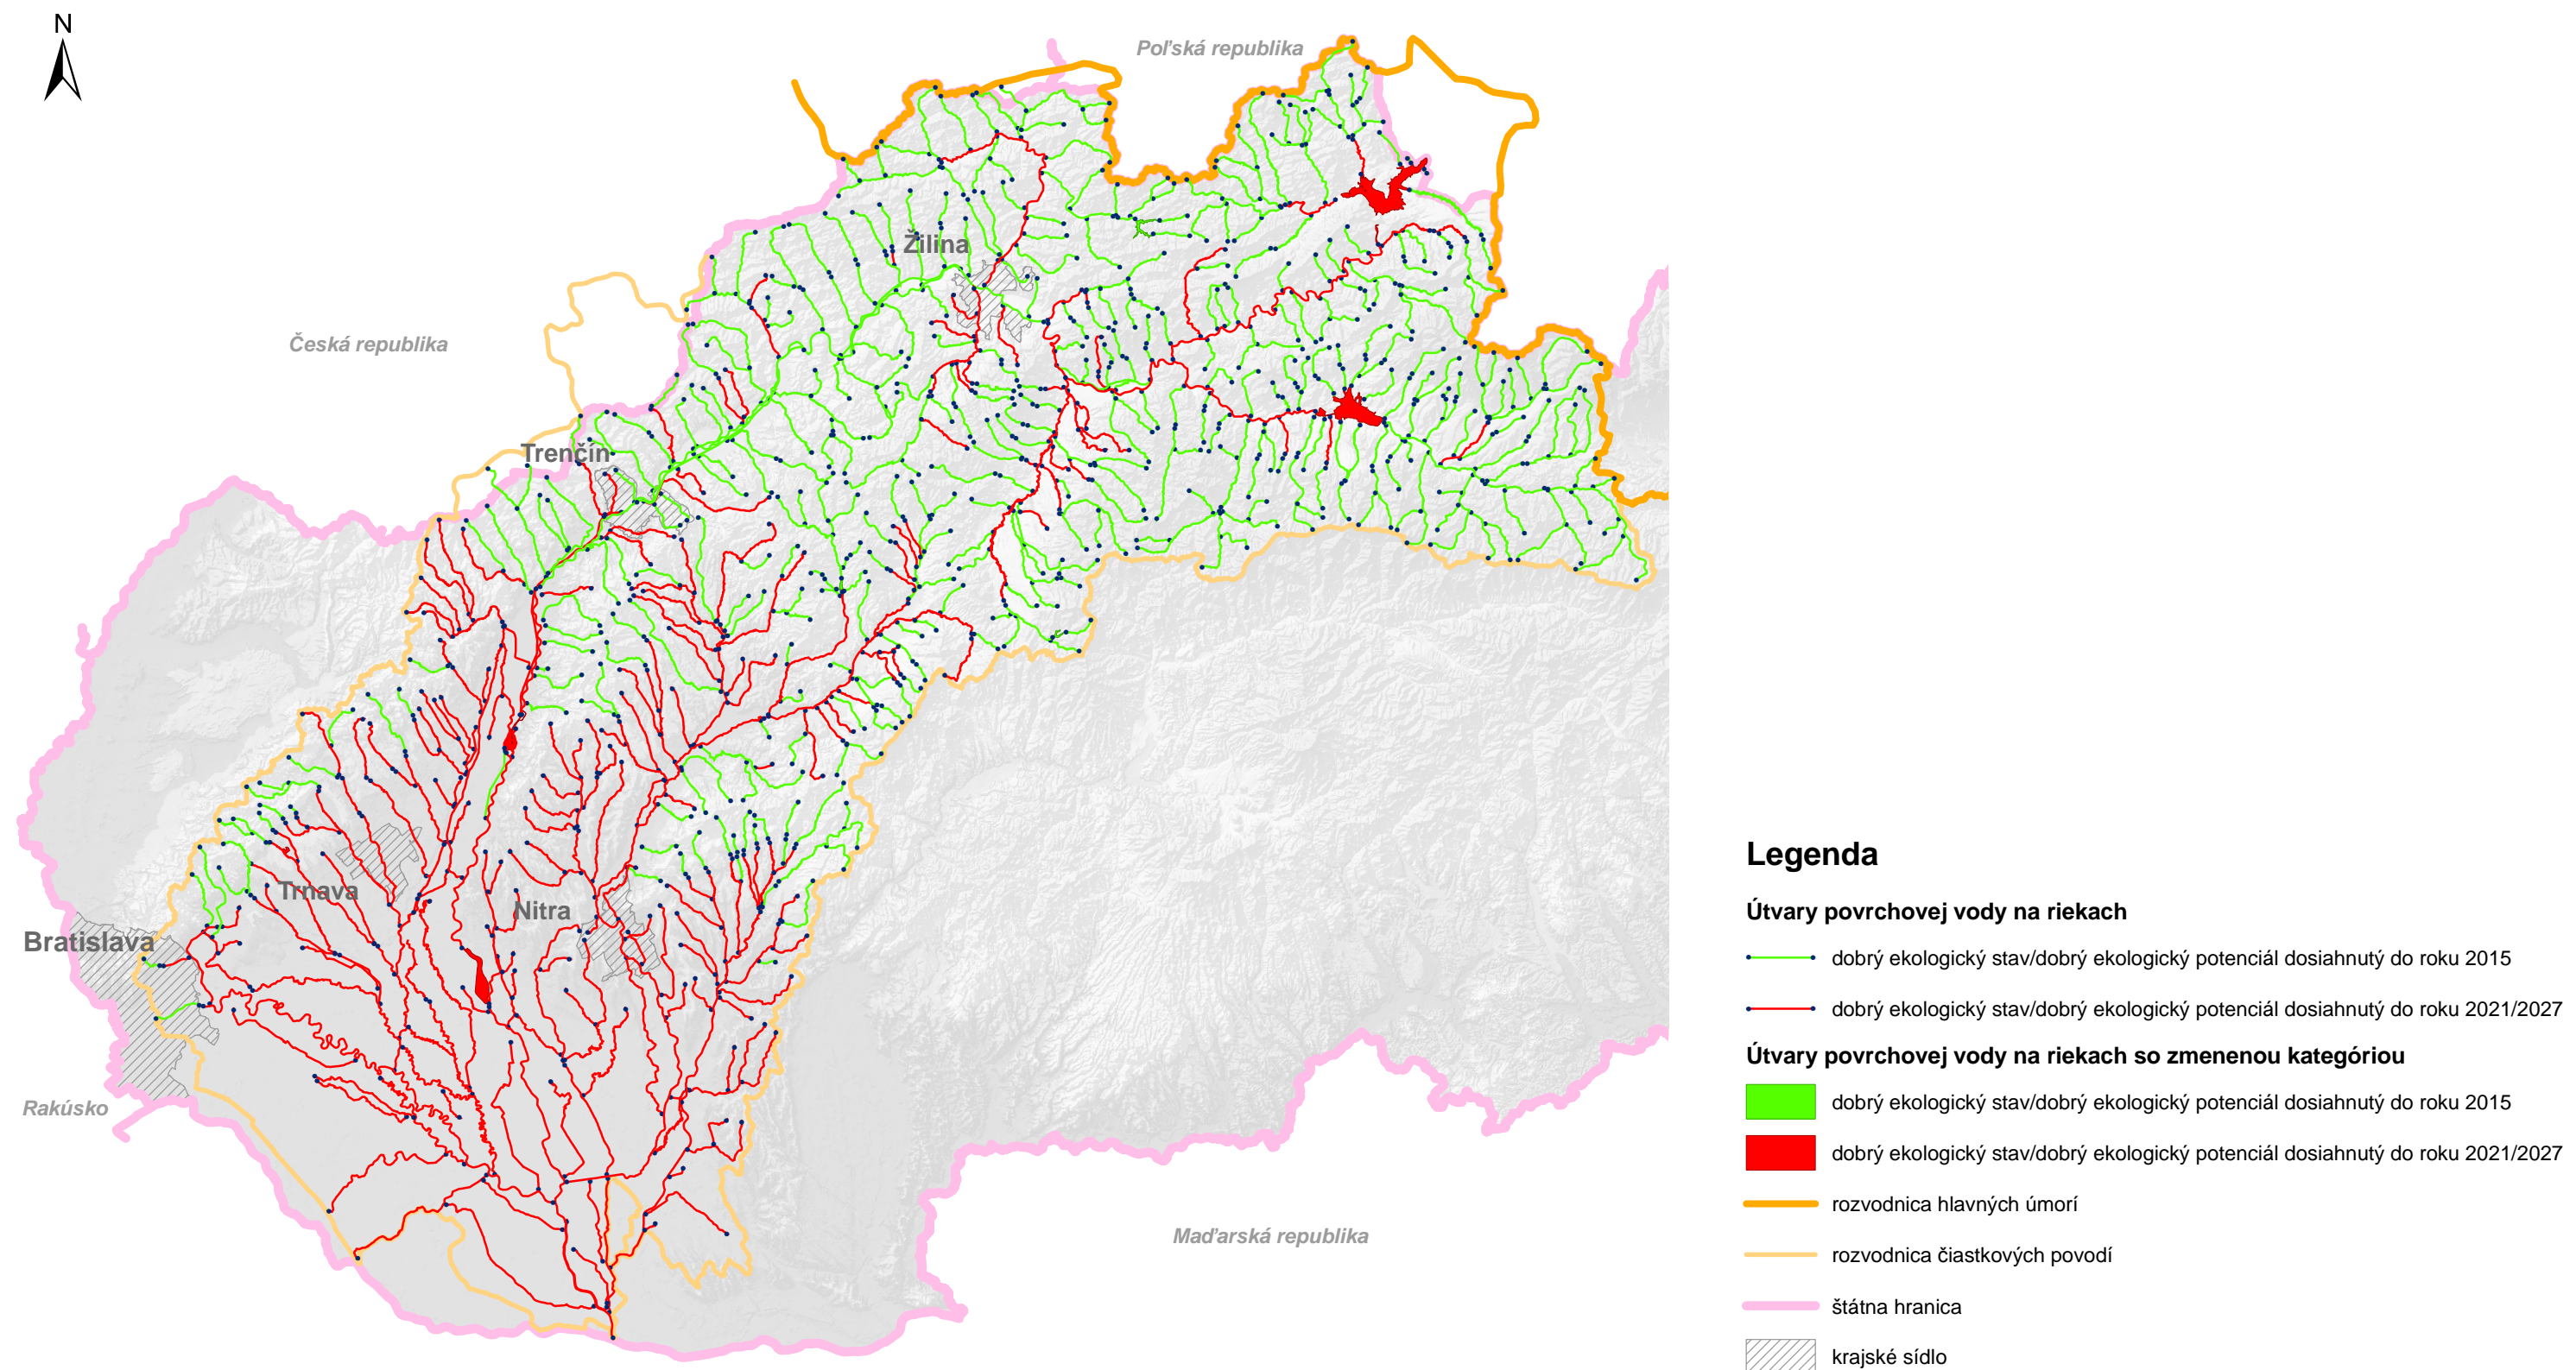 N
Poľská republika
Žilina
Česká republika
Trenčín
Trnava
Nitra
Bratislava
Rakúsko
Maďarská republika
Legenda
Útvary povrchovej vody na riekach
dobrý ekologický stav/dobrý ekologický potenciál dosiahnutý do roku 2015
dobrý ekologický stav/dobrý ekologický potenciál dosiahnutý do roku 2021/2027
Útvary povrchovej vody na riekach so zmenenou kategóriou
dobrý ekologický stav/dobrý ekologický potenciál dosiahnutý do roku 2015
dobrý ekologický stav/dobrý ekologický potenciál dosiahnutý do roku 2021/2027
rozvodnica hlavných úmorí
rozvodnica čiastkových povodí
štátna hranica
krajské sídlo